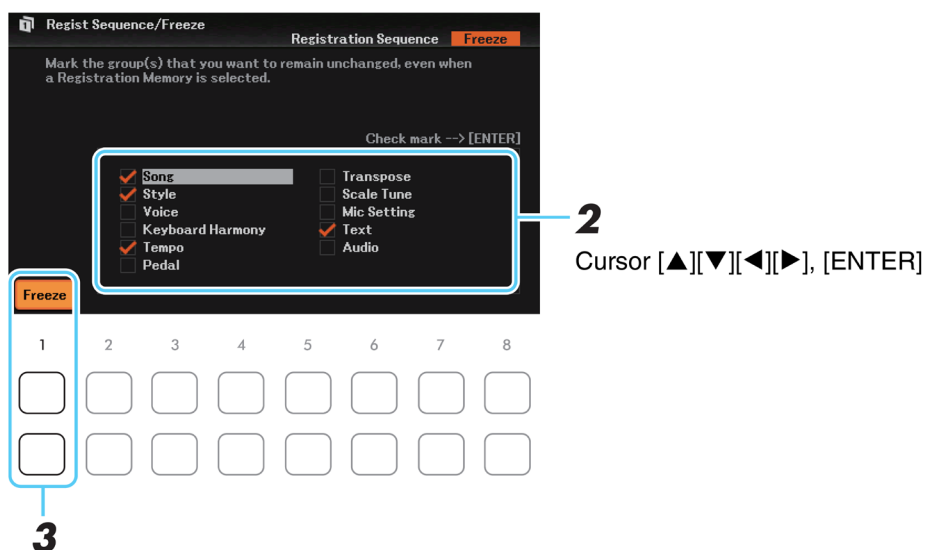 Regist Sequence/Freeze
Registration Sequence Freeze
Mark the group(s) that you want to remain unchanged, even when
a Registration Memory is selected.
Check mark --> [ENTER]
Song
Style
Voice
Keyboard Harmony
Tempo
Pedal
Transpose
Scale Tune
Mic Setting
Text
Audio
2
Cursor [▲][▼][◀][▶], [ENTER]
Freeze
1 2 3 4 5 6 7 8
3